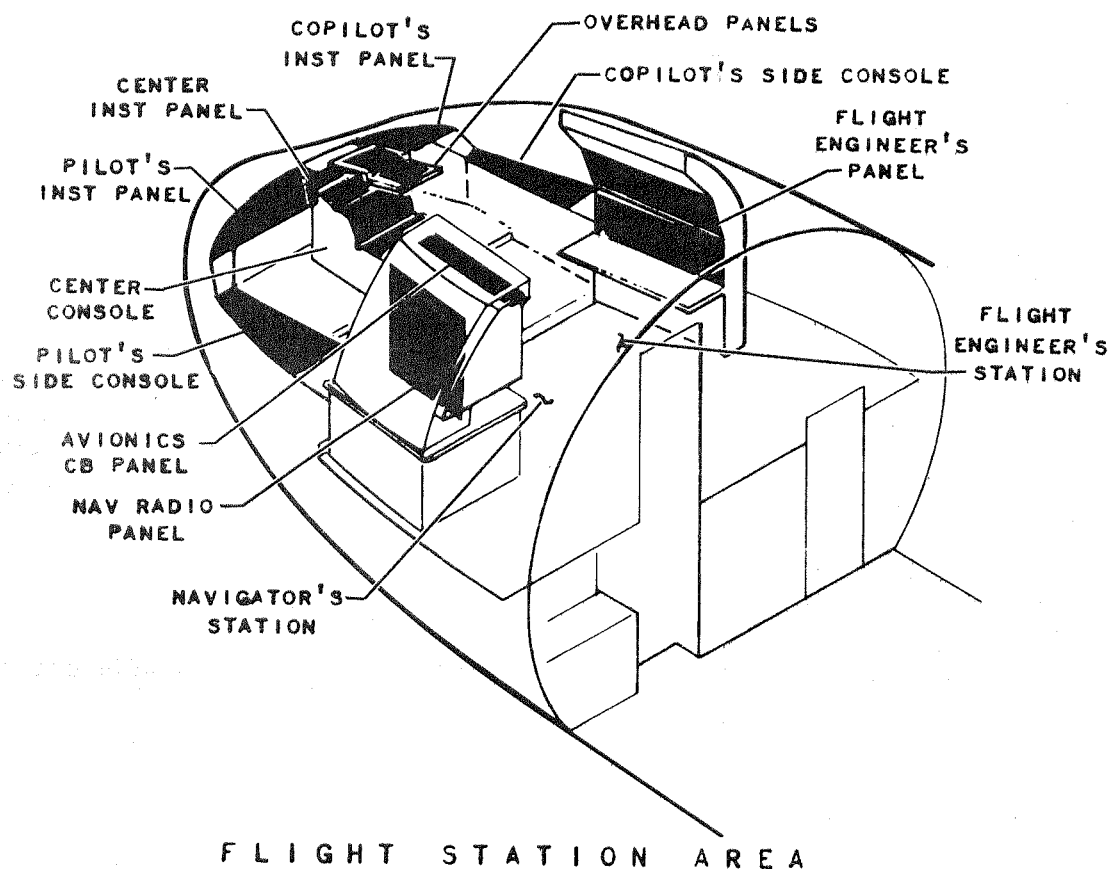 COPILOT'S
INST PANEL
OVERHEAD PANELS
COPILOT'S SIDE CONSOLE
CENTER
INST PANEL
FLIGHT
ENGINEER'S
PANEL
PILOT'S
INST PANEL
CENTER
CONSOLE
PILOT'S
SIDE CONSOLE
FLIGHT
ENGINEER'S
STATION
AVIONICS
CB PANEL
NAV RADIO
PANEL
NAVIGATOR'S
STATION
FLIGHT STATION AREA